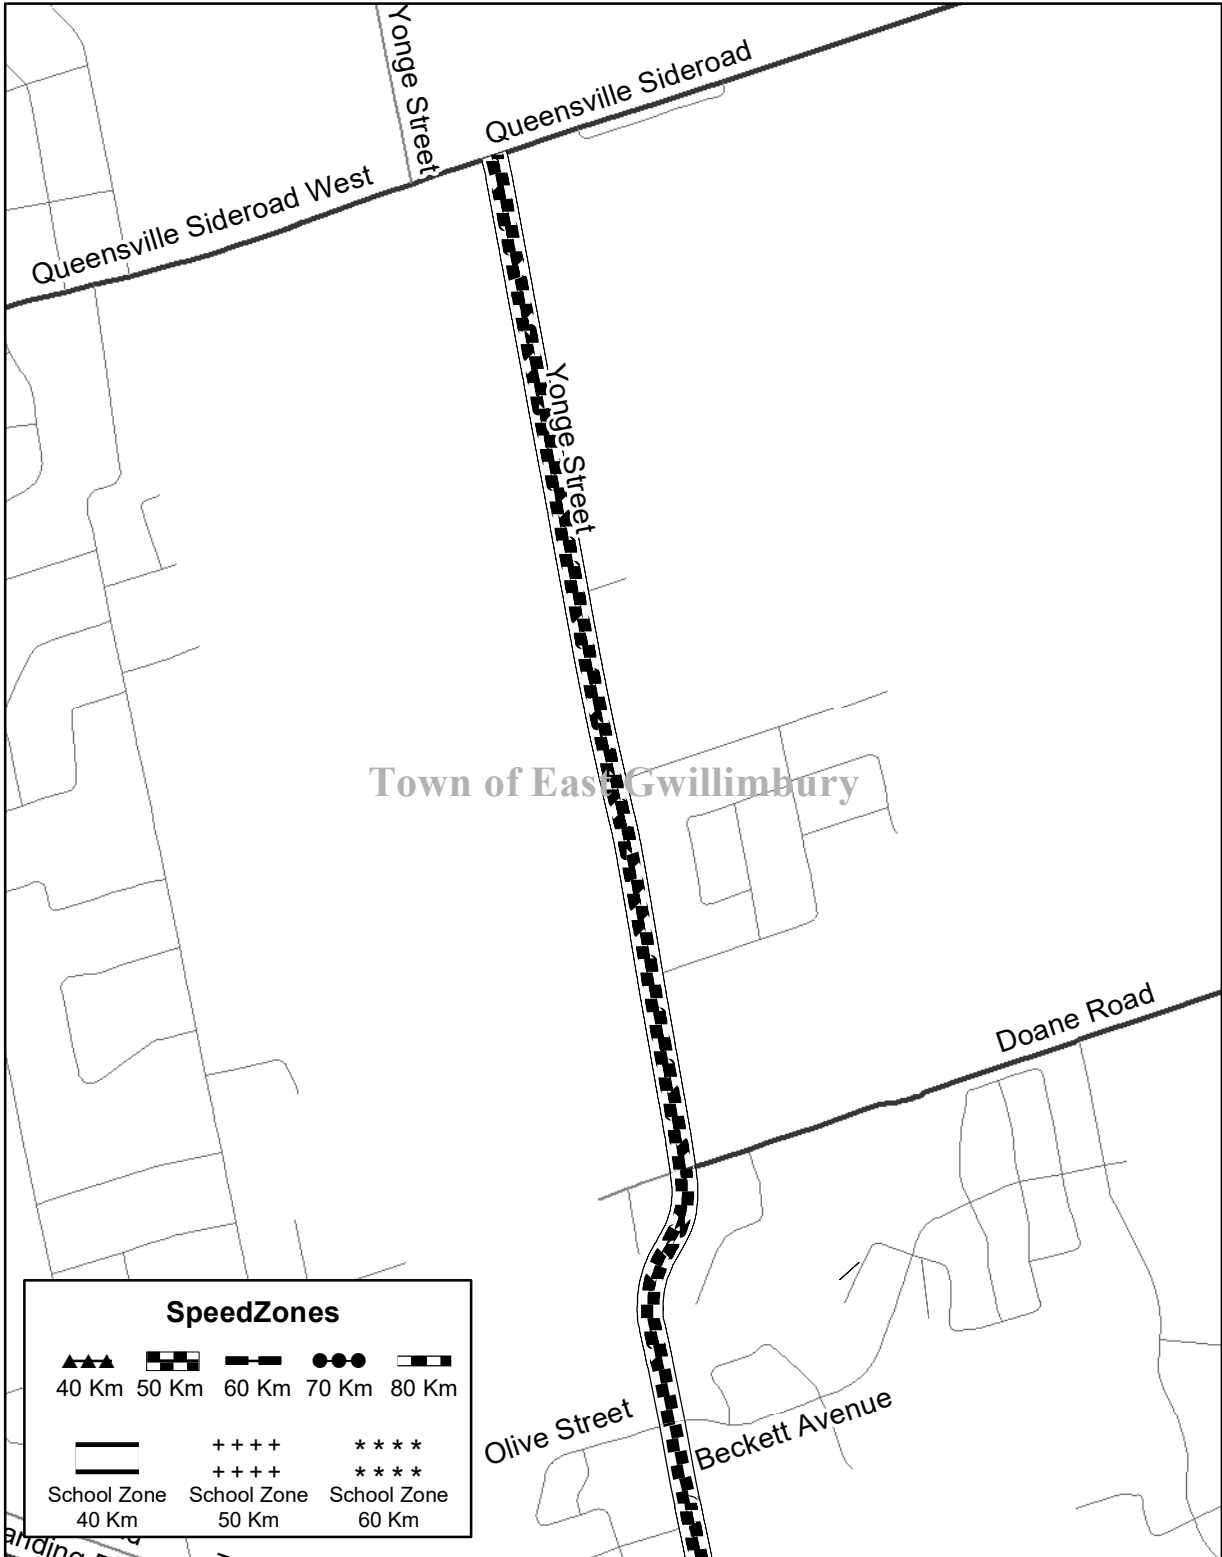 Yonge Street
Queensville Sideroad
Queensville Sideroad West
Yonge Street
Town of East Gwillimbury
Doane Road
Olive Street
Beckett Avenue
SpeedZones
40 Km 50 Km 60 Km 70 Km 80 Km
++++ ****
++++ ****
School Zone School Zone School Zone
40 Km 50 Km 60 Km
anding